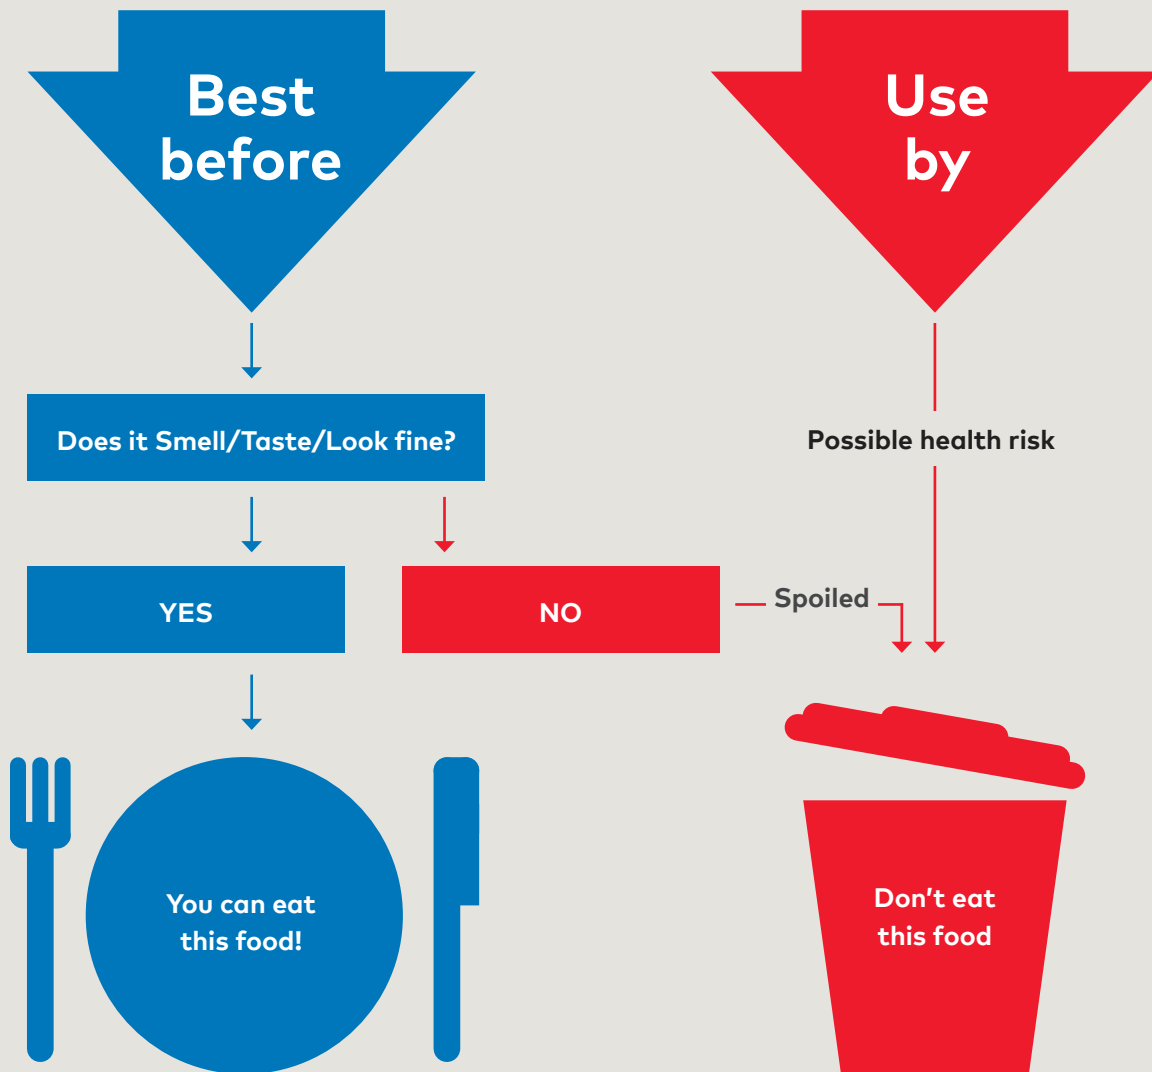 Best
before
Use
by
Does it Smell/Taste/Look fine?
Possible health risk
YES
NO
Spoiled
You can eat
this food!
Don't eat
this food